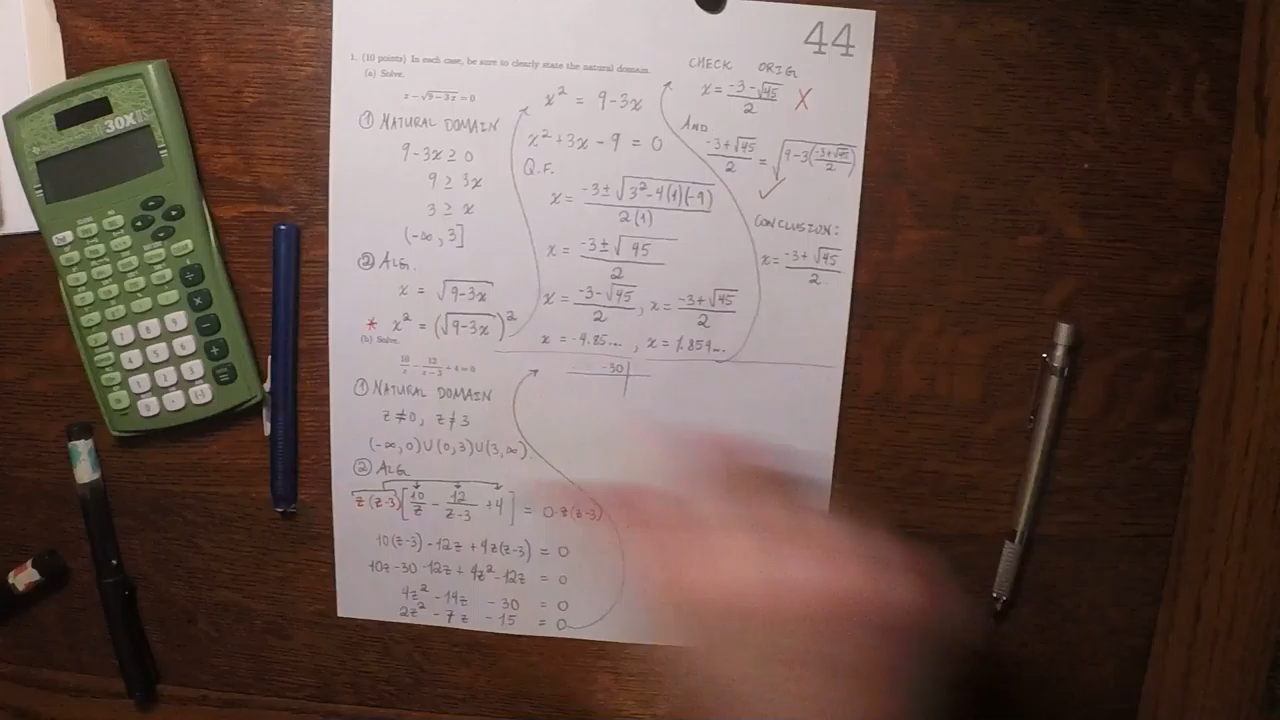 44
1. (10 points) In each case, be sure to clearly state the natural domain.
(a) Solve.
x − √(9−3x) = 0
① NATURAL DOMAIN
9-3x ≥ 0
9 ≥ 3x
3 ≥ x
(-∞, 3]
② ALG.
x = √(9-3x)
* x² = (√(9-3x))²
x² = 9-3x
x² + 3x - 9 = 0
Q.F.
x = (-3 ± √(3²-4(1)(-9)))/(2(1))
x = (-3 ± √45)/2
x = (-3-√45)/2 , x = (-3+√45)/2
x = -4.85... , x = 1.854...
CHECK ORIG
x = (-3-√45)/2 X
AND
(-3+√45)/2 = √(9-3((-3+√45)/2))
✓
CONCLUSION:
x = (-3+√45)/2
(b) Solve.
10/z − 12/(z−3) + 4 = 0
① NATURAL DOMAIN
z ≠ 0, z ≠ 3
(-∞, 0) ∪ (0, 3) ∪ (3, ∞)
② ALG
z(z-3) [10/z - 12/(z-3) + 4] = 0·z(z-3)
10(z-3) - 12z + 4z(z-3) = 0
10z - 30 - 12z + 4z² - 12z = 0
4z² - 14z - 30 = 0
2z² - 7z - 15 = 0
-30
30X